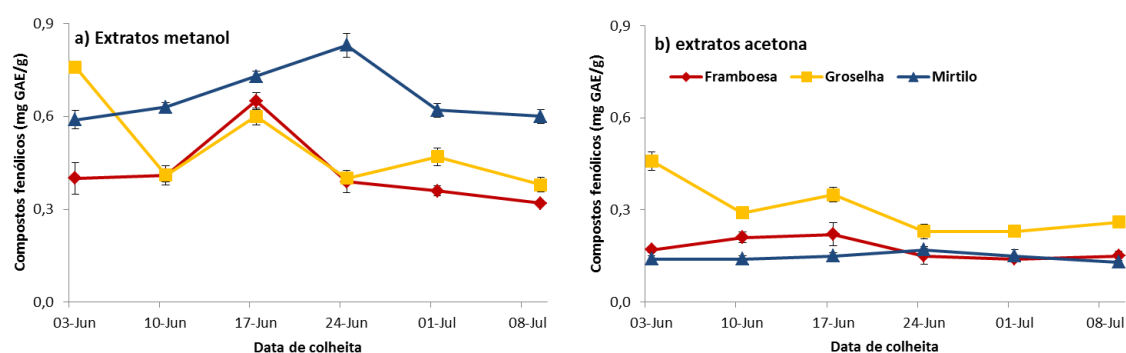 a) Extratos metanol
Compostos fenólicos (mg GAE/g)
0,9
0,6
0,3
0,0
03-Jun 10-Jun 17-Jun 24-Jun 01-Jul 08-Jul
Data de colheita
b) extratos acetona
Framboesa Groselha Mirtilo
Compostos fenólicos (mg GAE/g)
0,9
0,6
0,3
0,0
03-Jun 10-Jun 17-Jun 24-Jun 01-Jul 08-Jul
Data de colheita